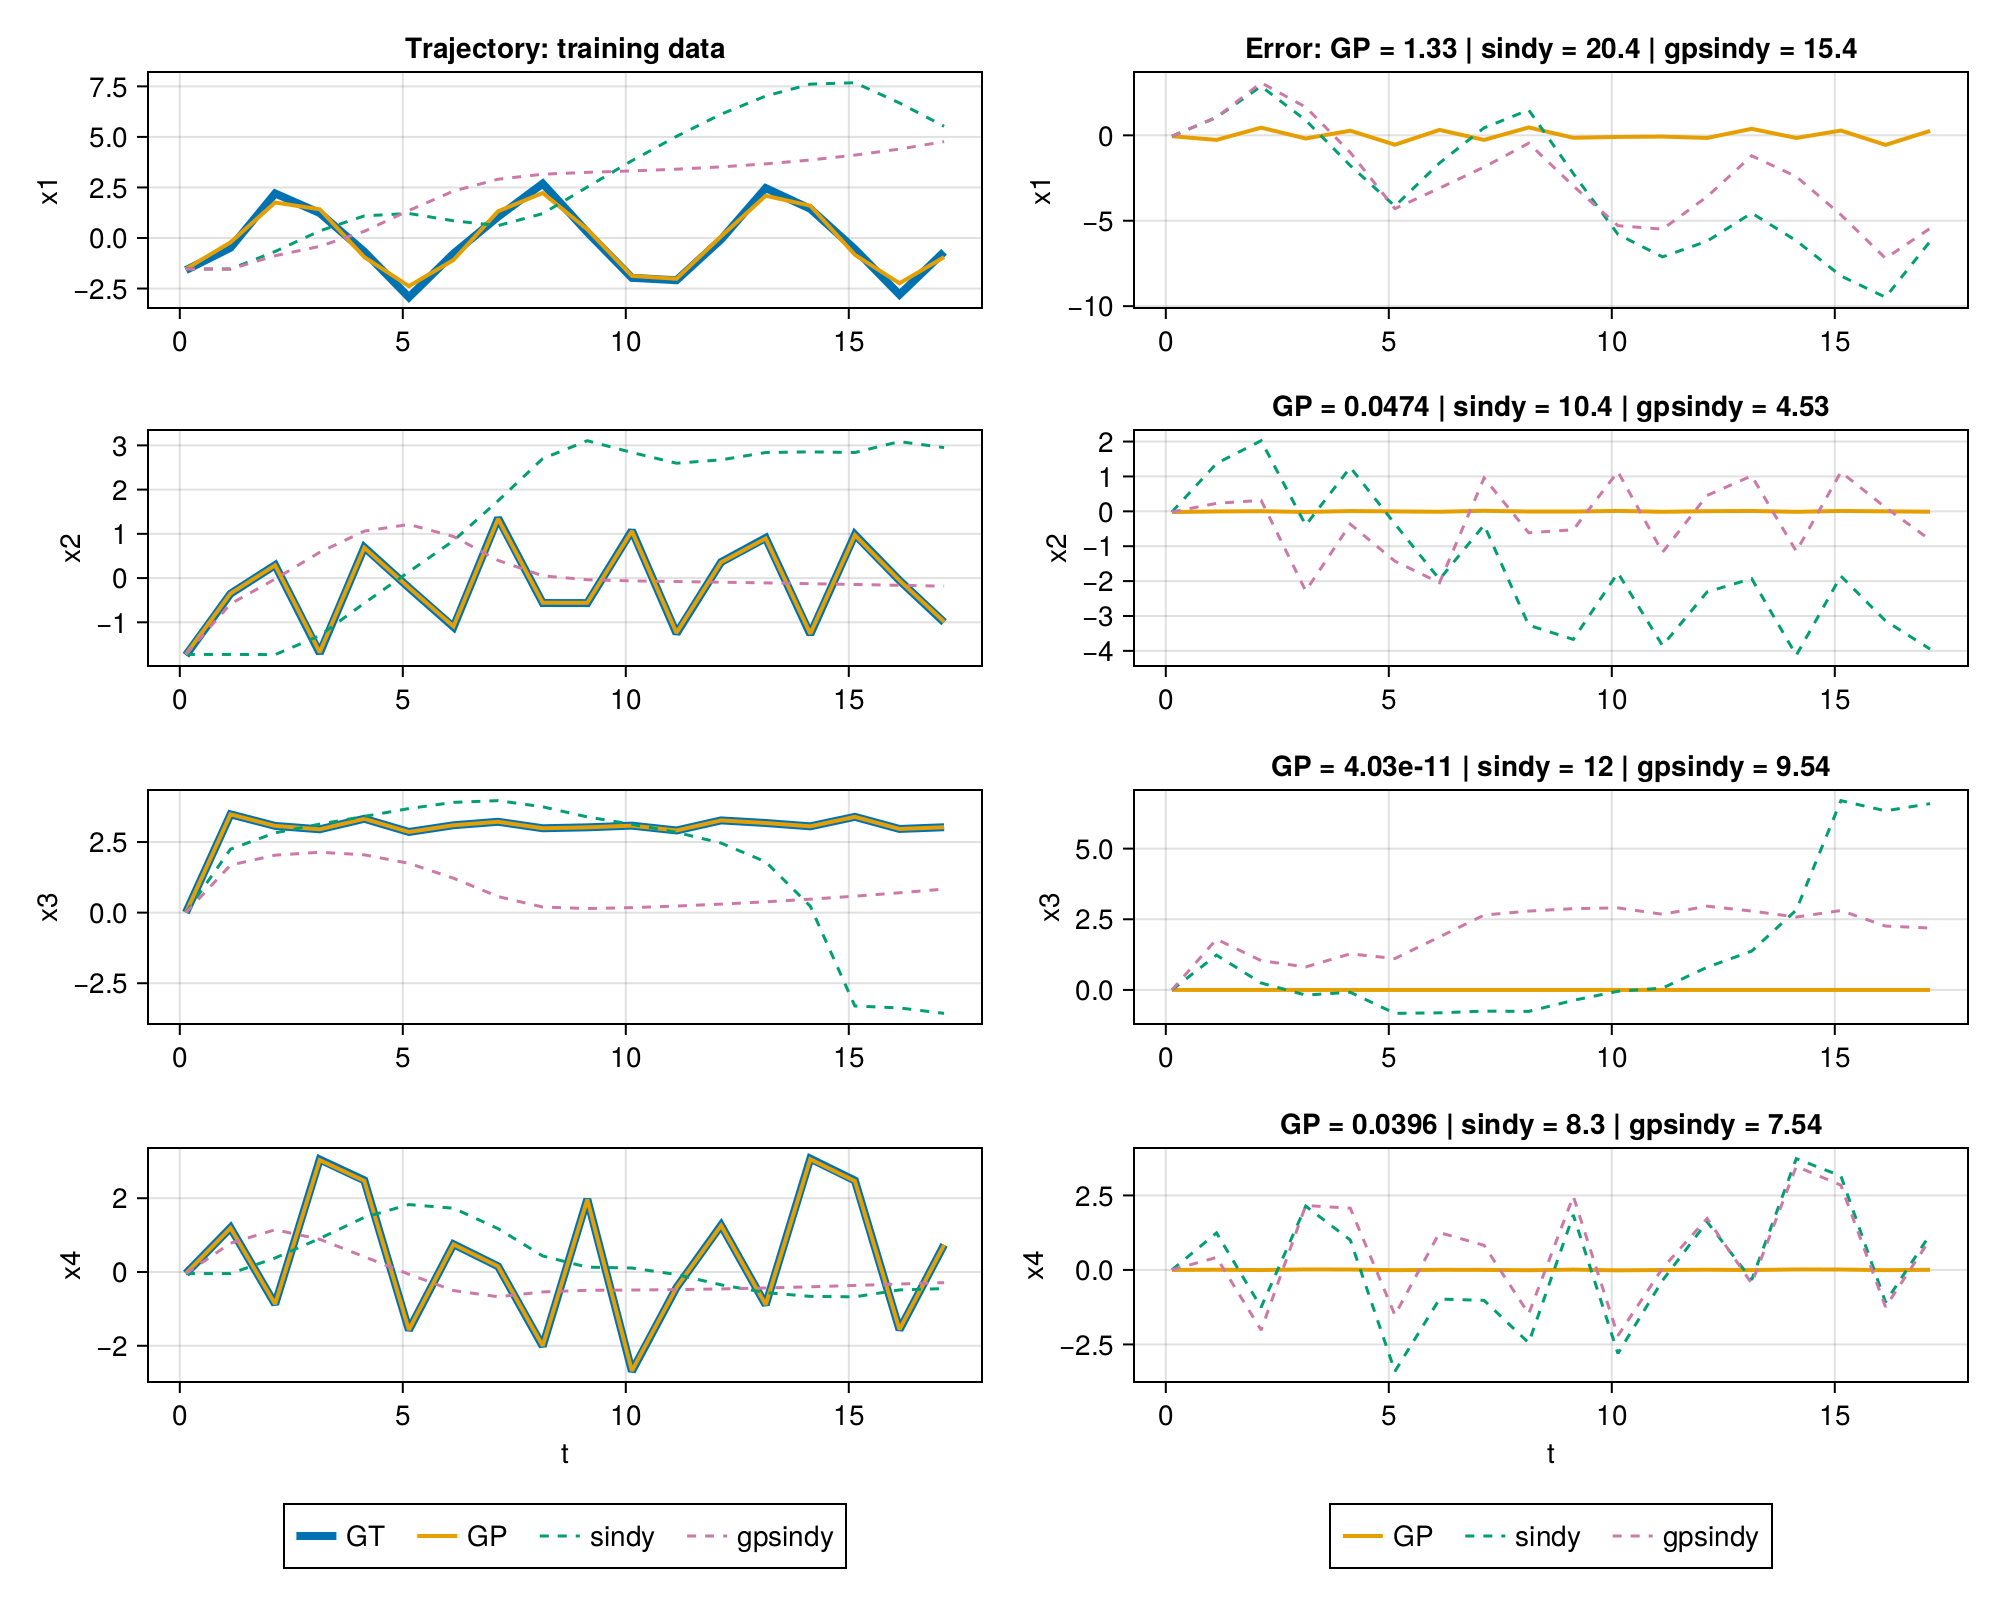 Trajectory: training data
7.5
5.0
2.5
0.0
−2.5
x1
0 5 10 15
Error: GP = 1.33 | sindy = 20.4 | gpsindy = 15.4
0
−5
−10
x1
0 5 10 15
3
2
1
0
−1
x2
0 5 10 15
GP = 0.0474 | sindy = 10.4 | gpsindy = 4.53
2
1
0
−1
−2
−3
−4
x2
0 5 10 15
2.5
0.0
−2.5
x3
0 5 10 15
GP = 4.03e-11 | sindy = 12 | gpsindy = 9.54
5.0
2.5
0.0
x3
0 5 10 15
2
0
−2
x4
0 5 10 15
t
GP = 0.0396 | sindy = 8.3 | gpsindy = 7.54
2.5
0.0
−2.5
x4
0 5 10 15
t
GT GP sindy gpsindy
GP sindy gpsindy